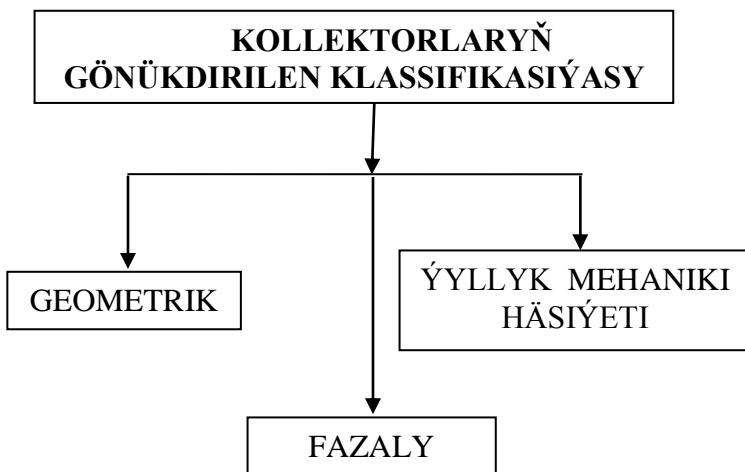 KOLLEKTORLARYŇ
GÖNÜKDIRILEN KLASSIFIKASIÝASY
GEOMETRIK
ÝYLLYK MEHANIKI
HÄSIÝETI
FAZALY